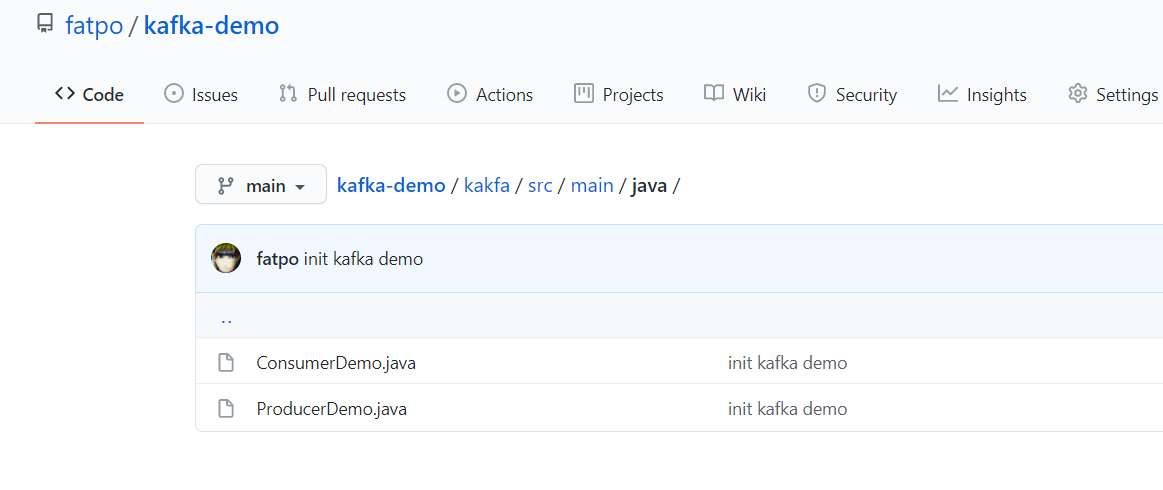 fatpo / kafka-demo
Code Issues Pull requests Actions Projects Wiki Security Insights Settings
main kafka-demo / kakfa / src / main / java /
fatpo init kafka demo
..
ConsumerDemo.java init kafka demo
ProducerDemo.java init kafka demo